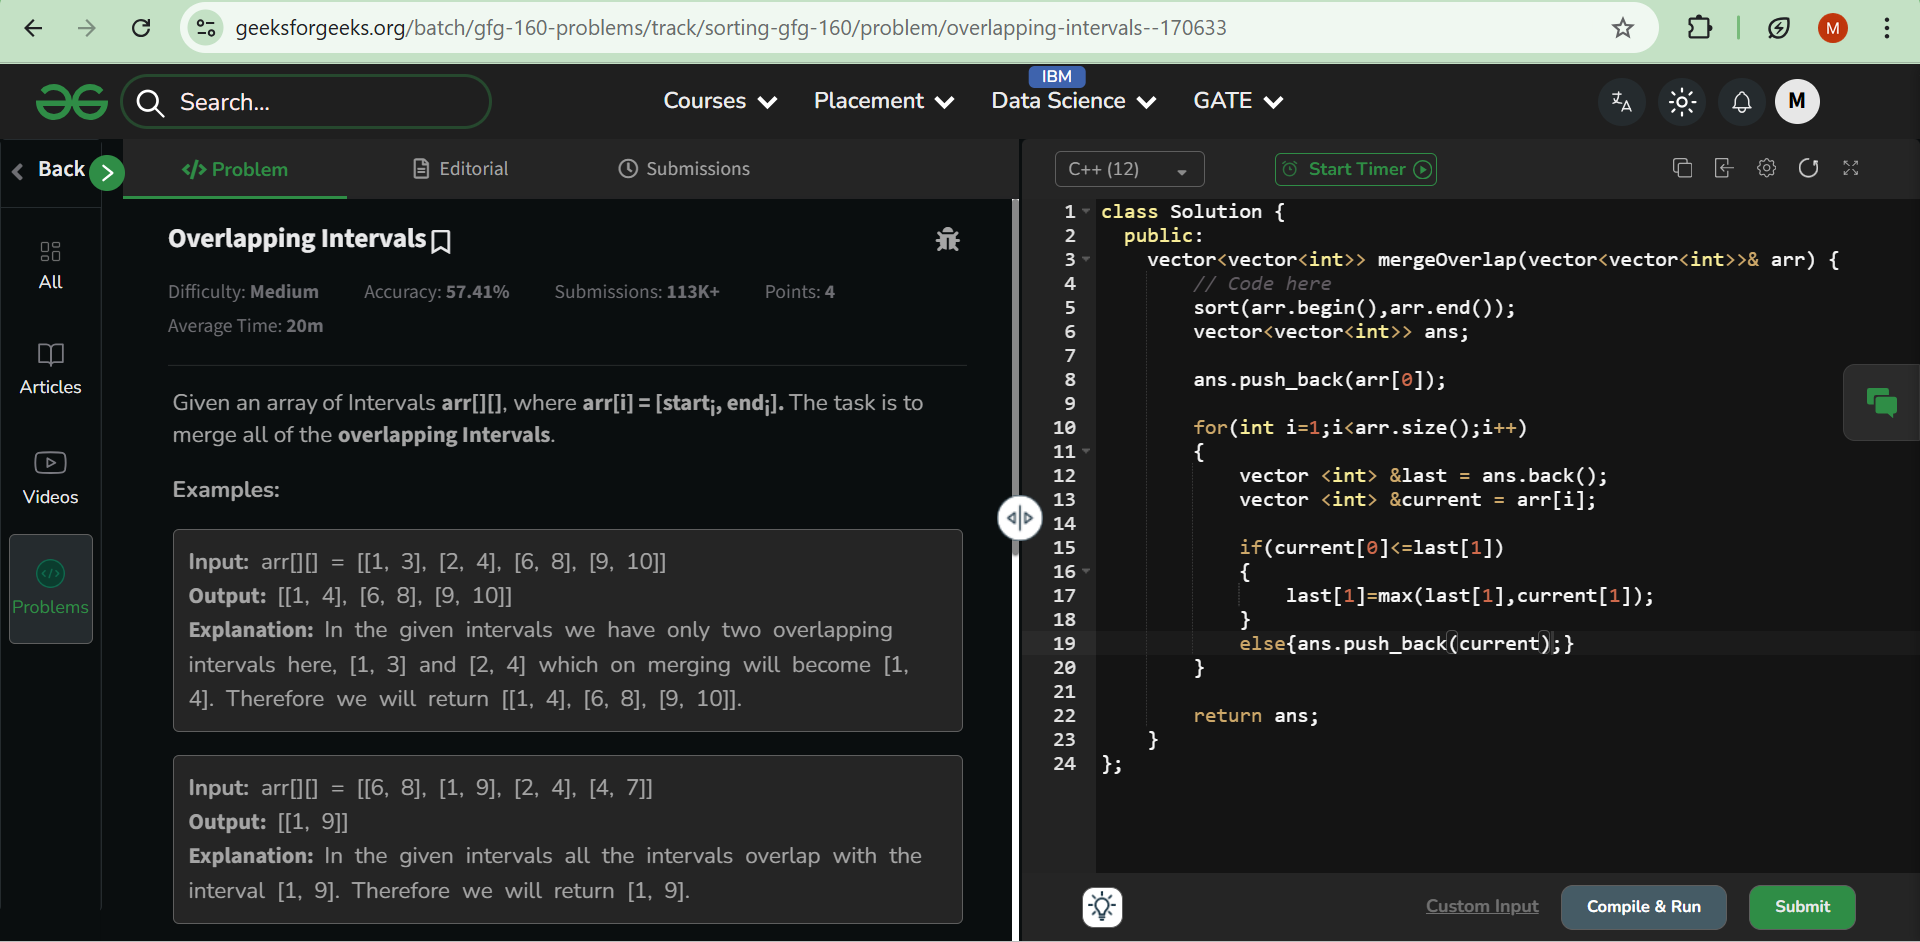 geeksforgeeks.org/batch/gfg-160-problems/track/sorting-gfg-160/problem/overlapping-intervals--170633
M
Search...
Courses
Placement
IBM
Data Science
GATE
M
Back
All
Articles
Videos
Problems
</> Problem
Editorial
Submissions
Overlapping Intervals
Difficulty: Medium Accuracy: 57.41% Submissions: 113K+ Points: 4
Average Time: 20m
Given an array of Intervals arr[][], where arr[i] = [startᵢ, endᵢ]. The task is to
merge all of the overlapping Intervals.
Examples:
Input: arr[][] = [[1, 3], [2, 4], [6, 8], [9, 10]]
Output: [[1, 4], [6, 8], [9, 10]]
Explanation: In the given intervals we have only two overlapping
intervals here, [1, 3] and [2, 4] which on merging will become [1,
4]. Therefore we will return [[1, 4], [6, 8], [9, 10]].
Input: arr[][] = [[6, 8], [1, 9], [2, 4], [4, 7]]
Output: [[1, 9]]
Explanation: In the given intervals all the intervals overlap with the
interval [1, 9]. Therefore we will return [1, 9].
C++ (12)
Start Timer
1 class Solution {
2 public:
3 vector<vector<int>> mergeOverlap(vector<vector<int>>& arr) {
4 // Code here
5 sort(arr.begin(),arr.end());
6 vector<vector<int>> ans;
7
8 ans.push_back(arr[0]);
9
10 for(int i=1;i<arr.size();i++)
11 {
12 vector <int> &last = ans.back();
13 vector <int> &current = arr[i];
14
15 if(current[0]<=last[1])
16 {
17 last[1]=max(last[1],current[1]);
18 }
19 else{ans.push_back(current);}
20 }
21
22 return ans;
23 }
24 };
Custom Input
Compile & Run
Submit